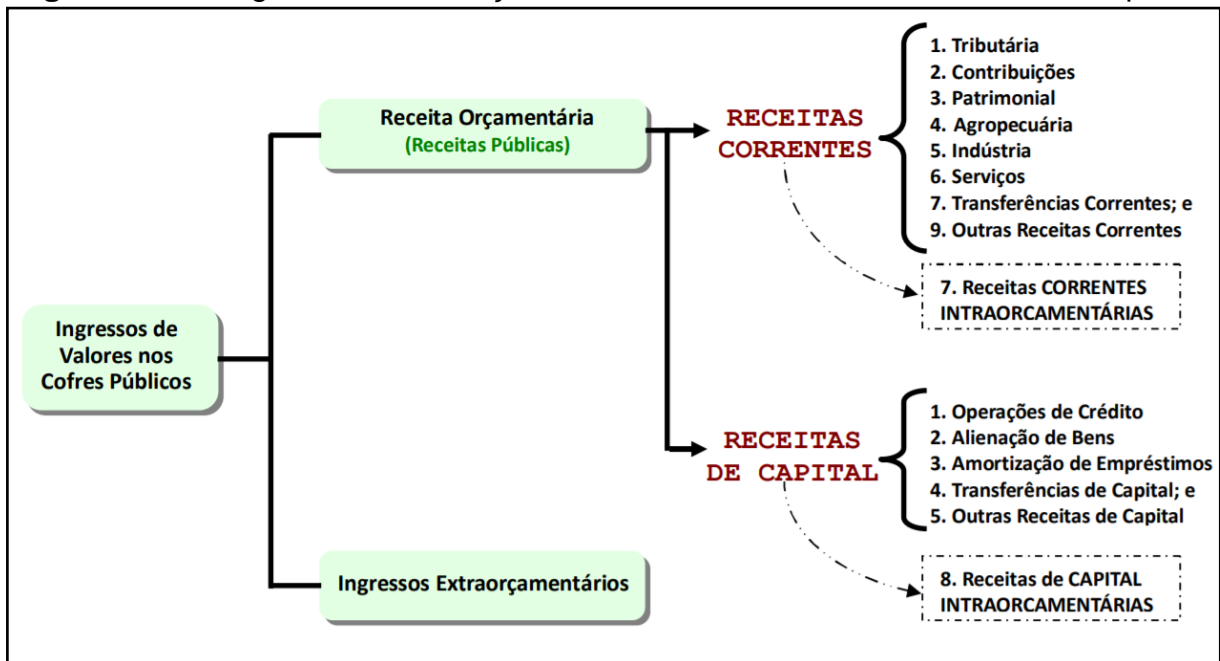 Ingressos de
Valores nos
Cofres Públicos
Receita Orçamentária
(Receitas Públicas)
Ingressos Extraorçamentários
RECEITAS
CORRENTES
1. Tributária
2. Contribuições
3. Patrimonial
4. Agropecuária
5. Indústria
6. Serviços
7. Transferências Correntes; e
9. Outras Receitas Correntes
7. Receitas CORRENTES
INTRAORCAMENTÁRIAS
RECEITAS
DE CAPITAL
1. Operações de Crédito
2. Alienação de Bens
3. Amortização de Empréstimos
4. Transferências de Capital; e
5. Outras Receitas de Capital
8. Receitas de CAPITAL
INTRAORCAMENTÁRIAS